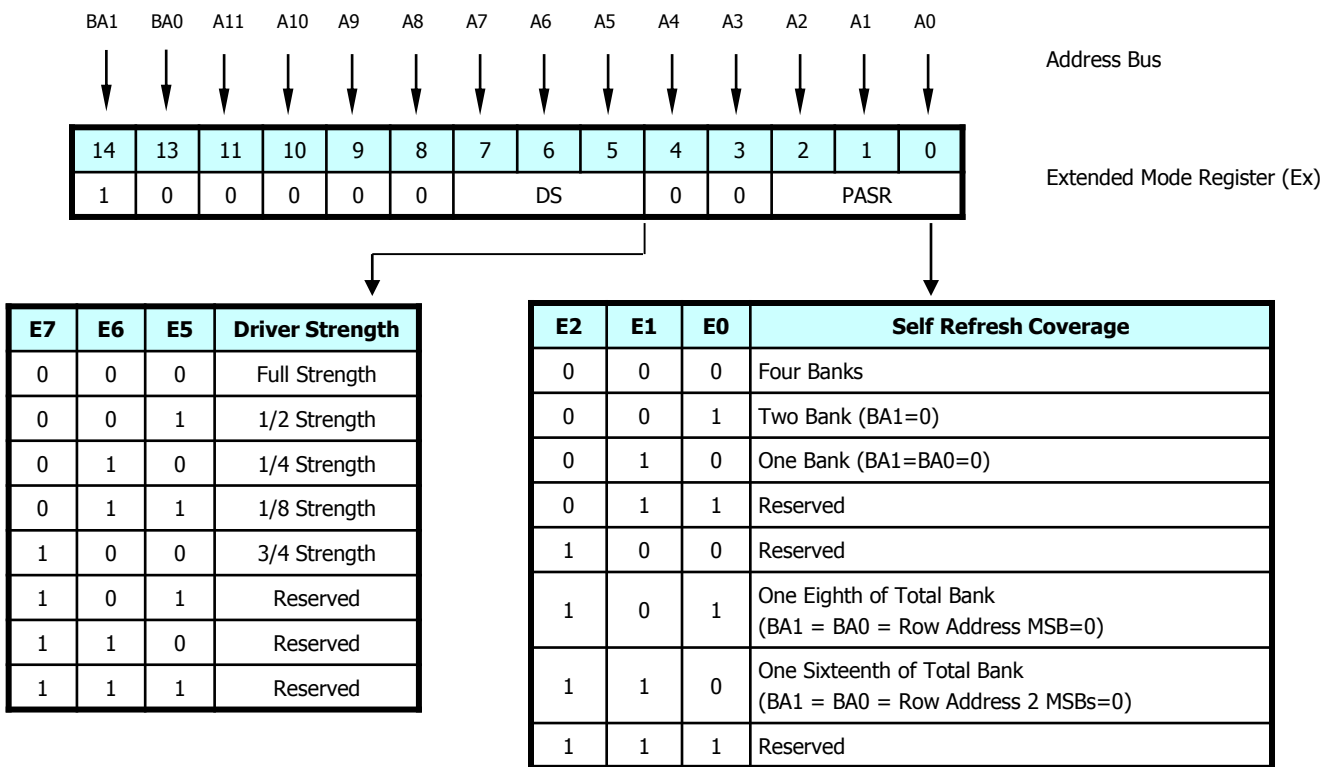 BA1 BA0 A11 A10 A9 A8 A7 A6 A5 A4 A3 A2 A1 A0
Address Bus
14 13 11 10 9 8 7 6 5 4 3 2 1 0
1 0 0 0 0 0 DS 0 0 PASR
Extended Mode Register (Ex)
E7 E6 E5 Driver Strength
0 0 0 Full Strength
0 0 1 1/2 Strength
0 1 0 1/4 Strength
0 1 1 1/8 Strength
1 0 0 3/4 Strength
1 0 1 Reserved
1 1 0 Reserved
1 1 1 Reserved
E2 E1 E0 Self Refresh Coverage
0 0 0 Four Banks
0 0 1 Two Bank (BA1=0)
0 1 0 One Bank (BA1=BA0=0)
0 1 1 Reserved
1 0 0 Reserved
1 0 1 One Eighth of Total Bank
(BA1 = BA0 = Row Address MSB=0)
1 1 0 One Sixteenth of Total Bank
(BA1 = BA0 = Row Address 2 MSBs=0)
1 1 1 Reserved